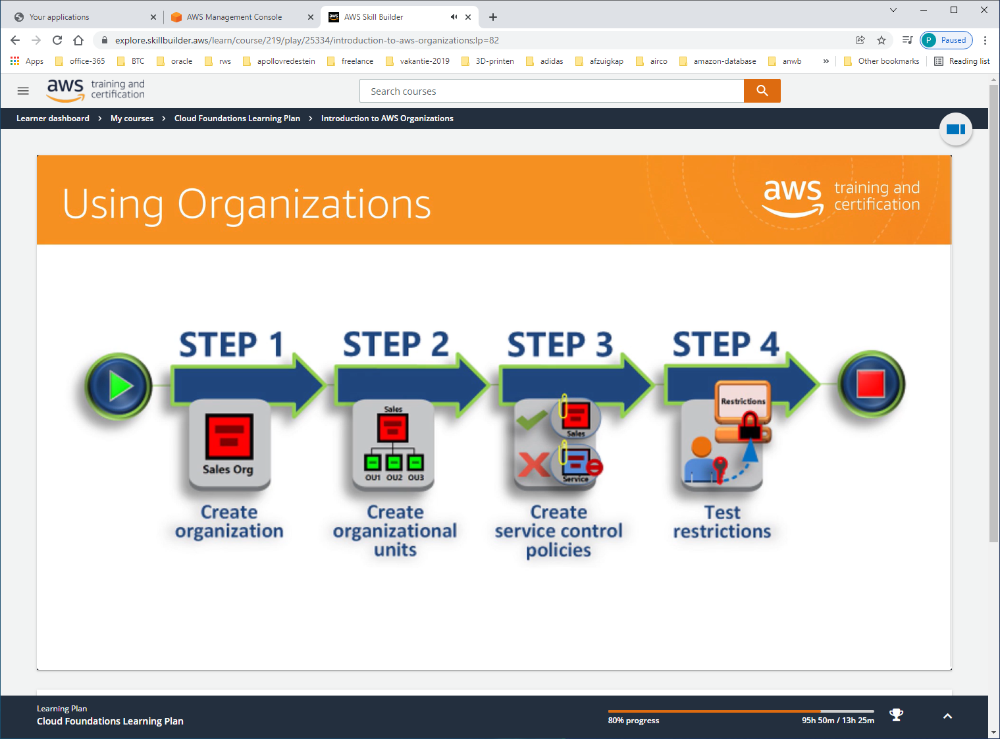 Your applications
AWS Management Console
aws
AWS Skill Builder
explore.skillbuilder.aws/learn/course/219/play/25334/introduction-to-aws-organizations;lp=82
P Paused
Apps office-365 BTC oracle rws apollovredestein freelance vakantie-2019 3D-printen adidas afzuigkap airco amazon-database anwb » Other bookmarks Reading list
aws training and
certification
Search courses
Learner dashboard > My courses > Cloud Foundations Learning Plan > Introduction to AWS Organizations
Using Organizations
aws training and
certification
STEP 1
Sales Org
Create
organization
STEP 2
Sales
OU1 OU2 OU3
Create
organizational
units
STEP 3
Sales
Service
Create
service control
policies
STEP 4
Restrictions
Test
restrictions
Learning Plan
Cloud Foundations Learning Plan
80% progress
95h 50m / 13h 25m